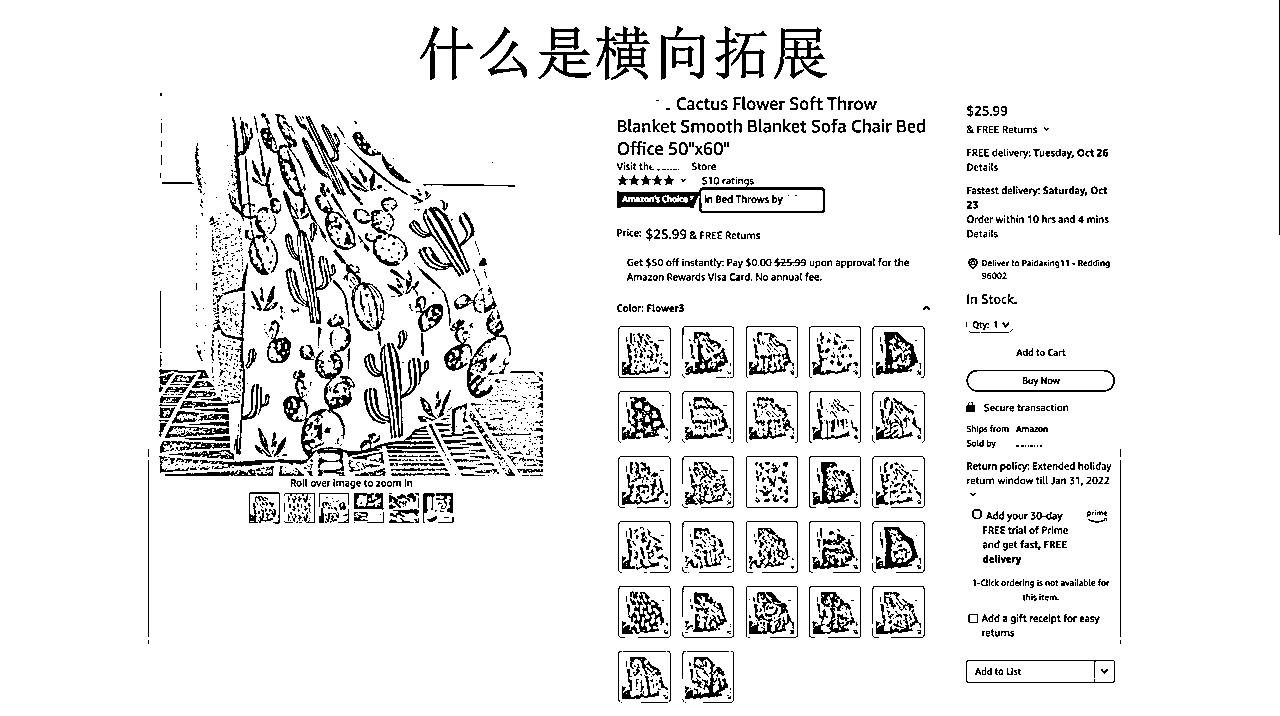 什么是横向拓展
Cactus Flower Soft Throw
Blanket Smooth Blanket Sofa Chair Bed
Office 50"x60"
Visit the Store
510 ratings
Amazon's Choice in Bed Throws by
Price: $25.99 & FREE Returns
Get $50 off instantly: Pay $0.00 $25.99 upon approval for the
Amazon Rewards Visa Card. No annual fee.
Color: Flower3
Roll over image to zoom in
$25.99
& FREE Returns
FREE delivery: Tuesday, Oct 26
Details
Fastest delivery: Saturday, Oct
23
Order within 10 hrs and 4 mins
Details
Deliver to Paidaxing11 - Redding
96002
In Stock.
Qty: 1
Add to Cart
Buy Now
Secure transaction
Ships from Amazon
Sold by
Return policy: Extended holiday
return window till Jan 31, 2022
Add your 30-day
FREE trial of Prime
and get fast, FREE
delivery
prime
1-Click ordering is not available for
this item.
Add a gift receipt for easy
returns
Add to List